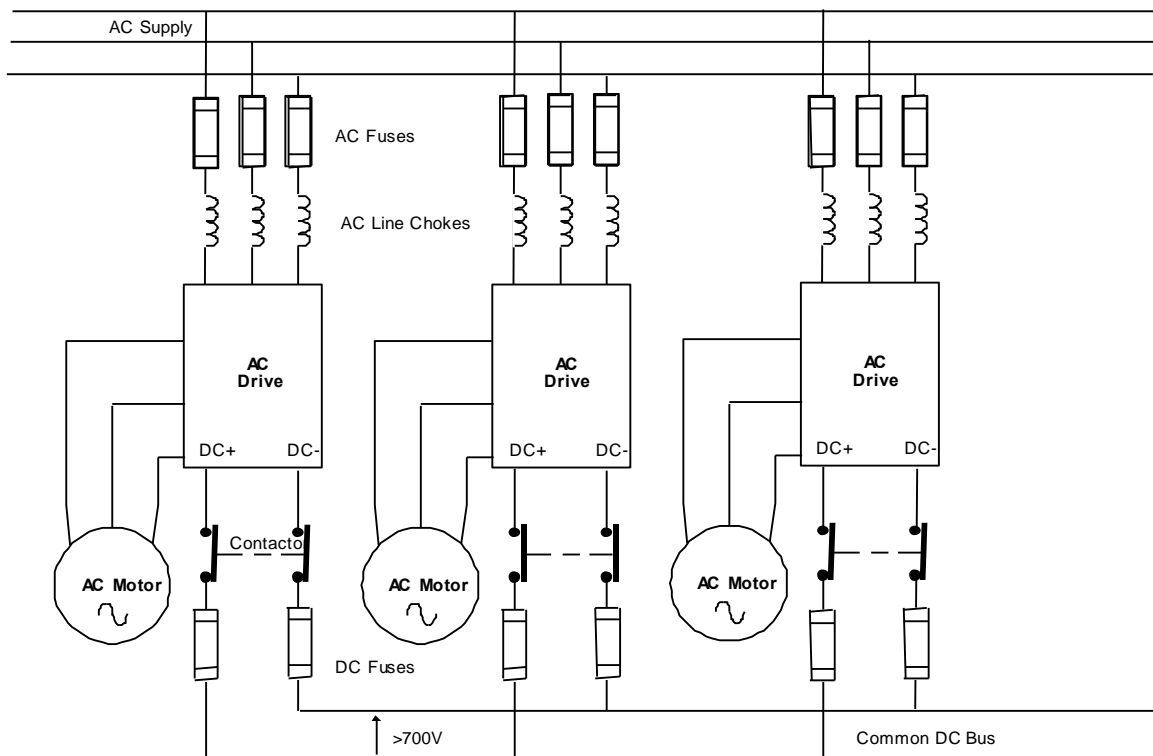 AC Supply
AC Fuses
AC Line Chokes
AC
Drive
AC
Drive
AC
Drive
DC+ DC-
DC+ DC-
DC+ DC-
Contactor
AC Motor
AC Motor
AC Motor
DC Fuses
>700V
Common DC Bus